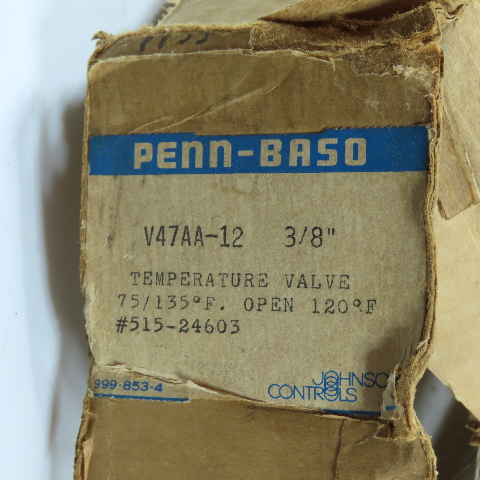 PENN-BASO
V47AA-12 3/8"
TEMPERATURE VALVE
75/135°F. OPEN 120°F
#515-24603
999-853-4
JOHNSO
CONTROLS